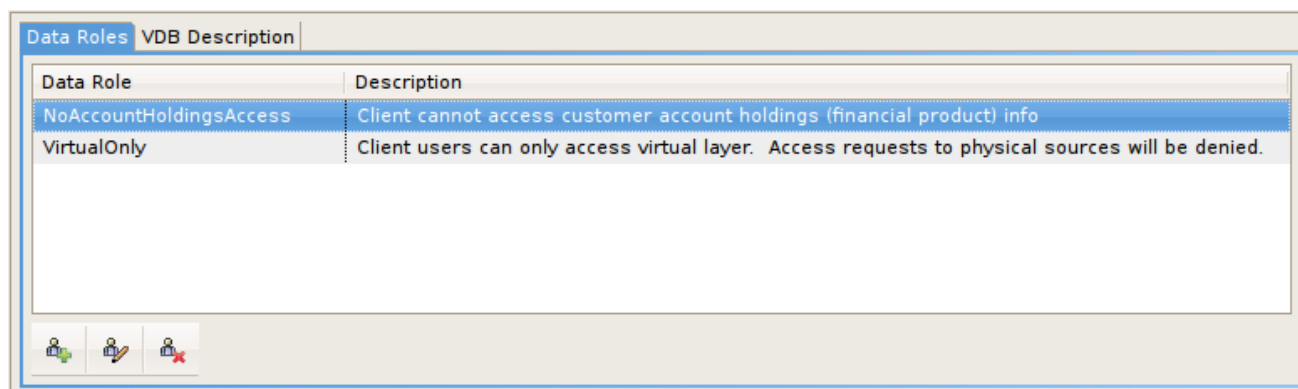 Data Roles VDB Description
Data Role Description
NoAccountHoldingsAccess Client cannot access customer account holdings (financial product) info
VirtualOnly Client users can only access virtual layer.  Access requests to physical sources will be denied.